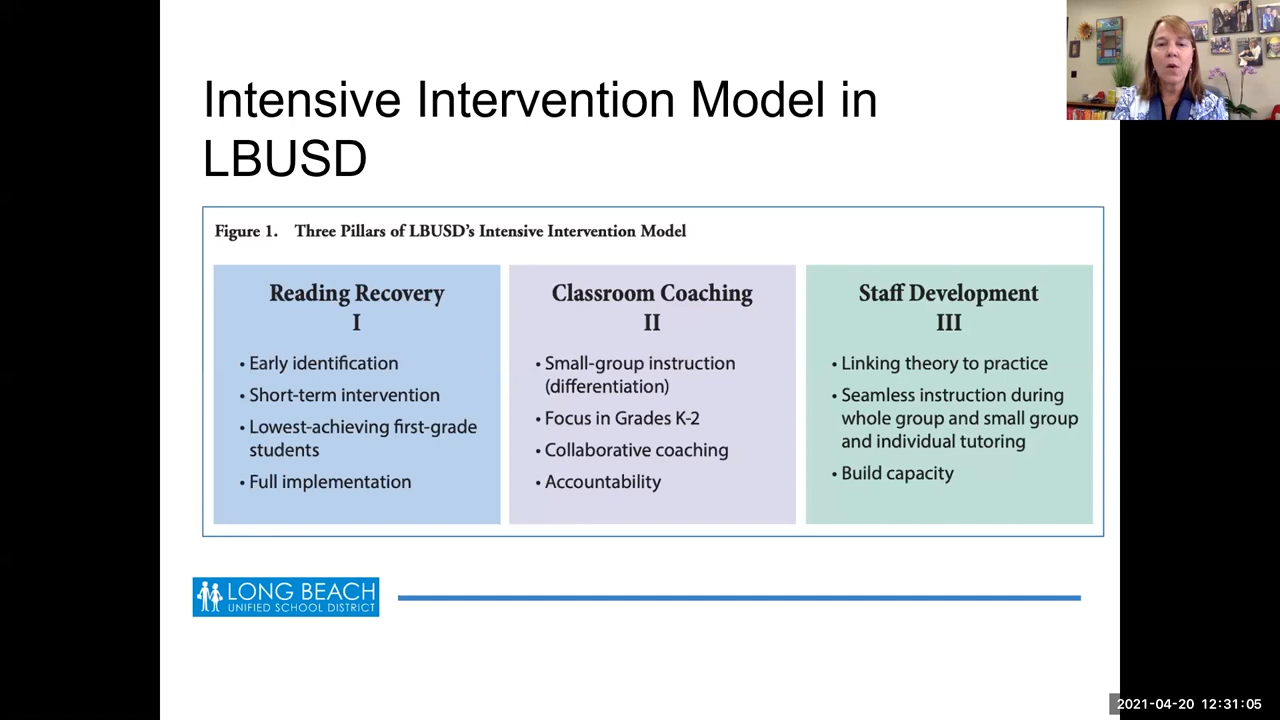 Intensive Intervention Model in
LBUSD
Figure 1. Three Pillars of LBUSD's Intensive Intervention Model
Reading Recovery
I
• Early identification
• Short-term intervention
• Lowest-achieving first-grade
students
• Full implementation
Classroom Coaching
II
• Small-group instruction
(differentiation)
• Focus in Grades K-2
• Collaborative coaching
• Accountability
Staff Development
III
• Linking theory to practice
• Seamless instruction during
whole group and small group
and individual tutoring
• Build capacity
LONG BEACH
UNIFIED SCHOOL DISTRICT
2021-04-20 12:31:05